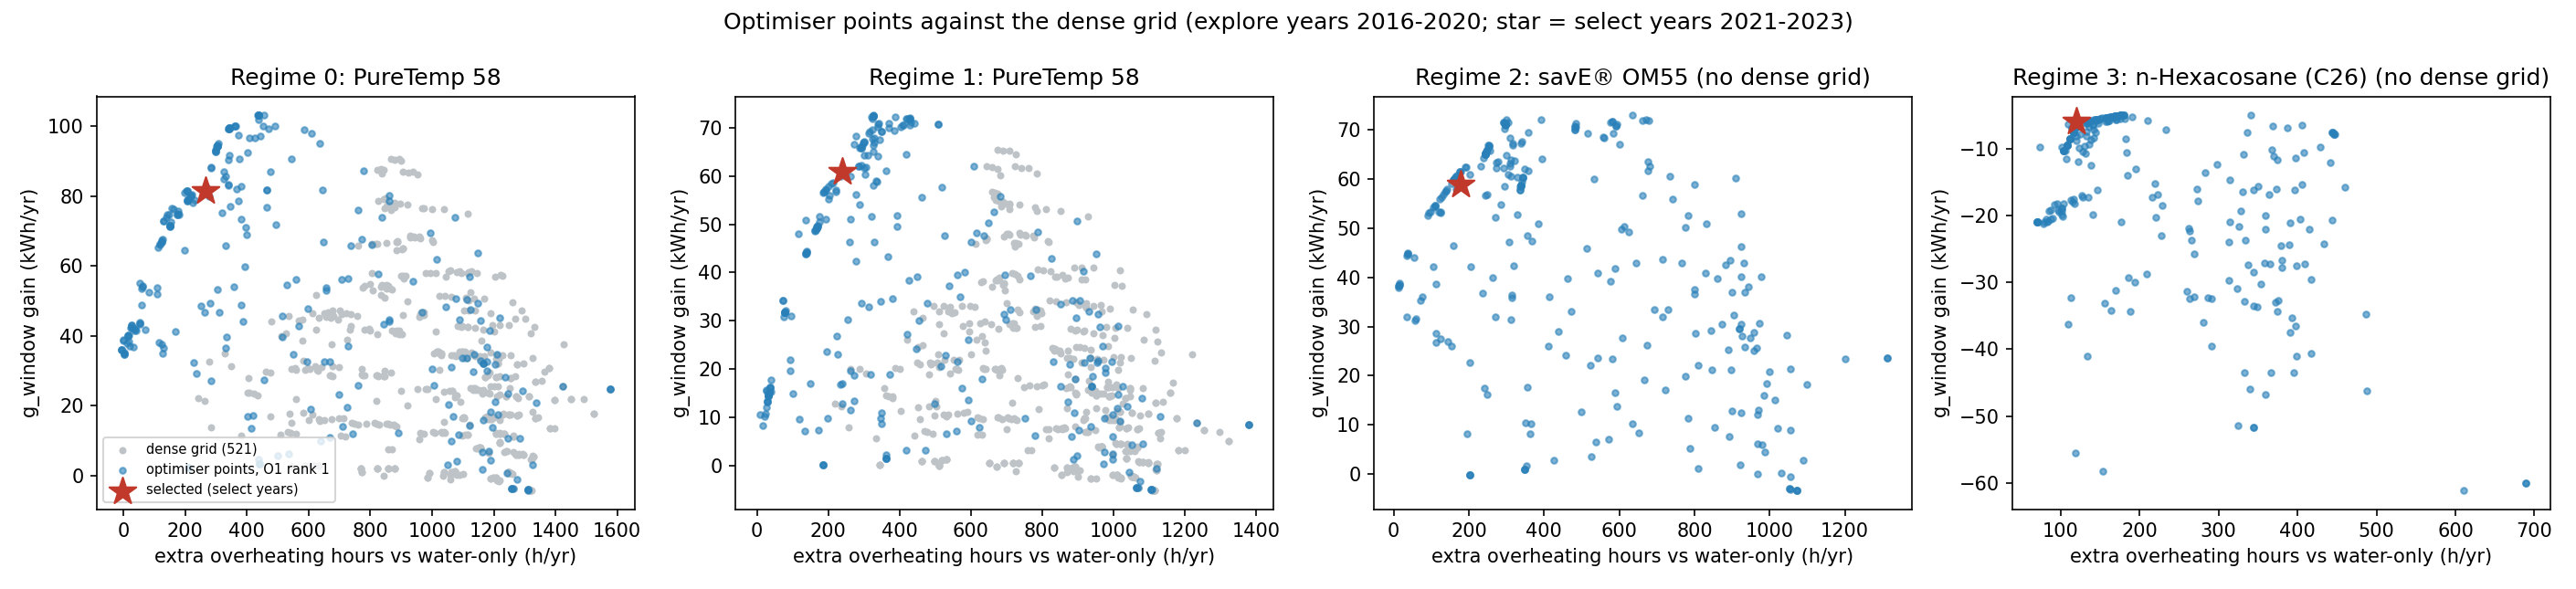 Optimiser points against the dense grid (explore years 2016-2020; star = select years 2021-2023)
Regime 0: PureTemp 58
g_window gain (kWh/yr)
100
80
60
40
20
0
dense grid (521)
optimiser points, O1 rank 1
selected (select years)
0 200 400 600 800 1000 1200 1400 1600
extra overheating hours vs water-only (h/yr)
Regime 1: PureTemp 58
g_window gain (kWh/yr)
70
60
50
40
30
20
10
0
0 200 400 600 800 1000 1200 1400
extra overheating hours vs water-only (h/yr)
Regime 2: savE® OM55 (no dense grid)
g_window gain (kWh/yr)
70
60
50
40
30
20
10
0
0 200 400 600 800 1000 1200
extra overheating hours vs water-only (h/yr)
Regime 3: n-Hexacosane (C26) (no dense grid)
g_window gain (kWh/yr)
−10
−20
−30
−40
−50
−60
100 200 300 400 500 600 700
extra overheating hours vs water-only (h/yr)